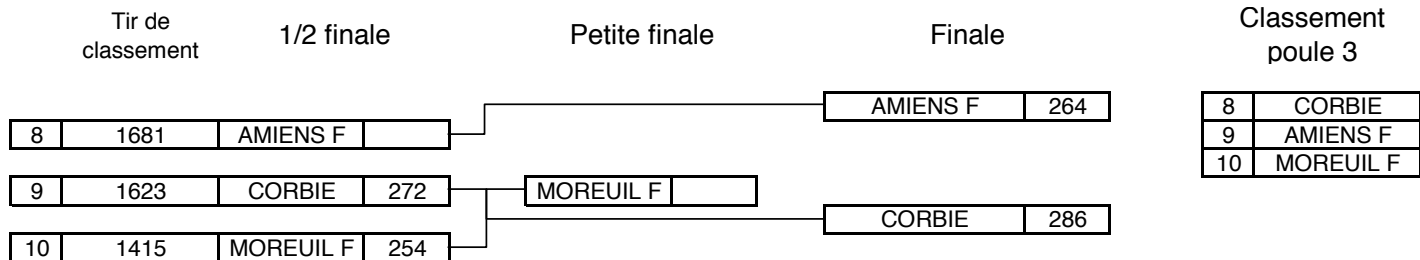 Tir de
classement
1/2 finale
Petite finale
Finale
Classement
poule 3
AMIENS F 264
8 CORBIE
8 1681 AMIENS F
9 AMIENS F
10 MOREUIL F
9 1623 CORBIE 272
MOREUIL F
CORBIE 286
10 1415 MOREUIL F 254